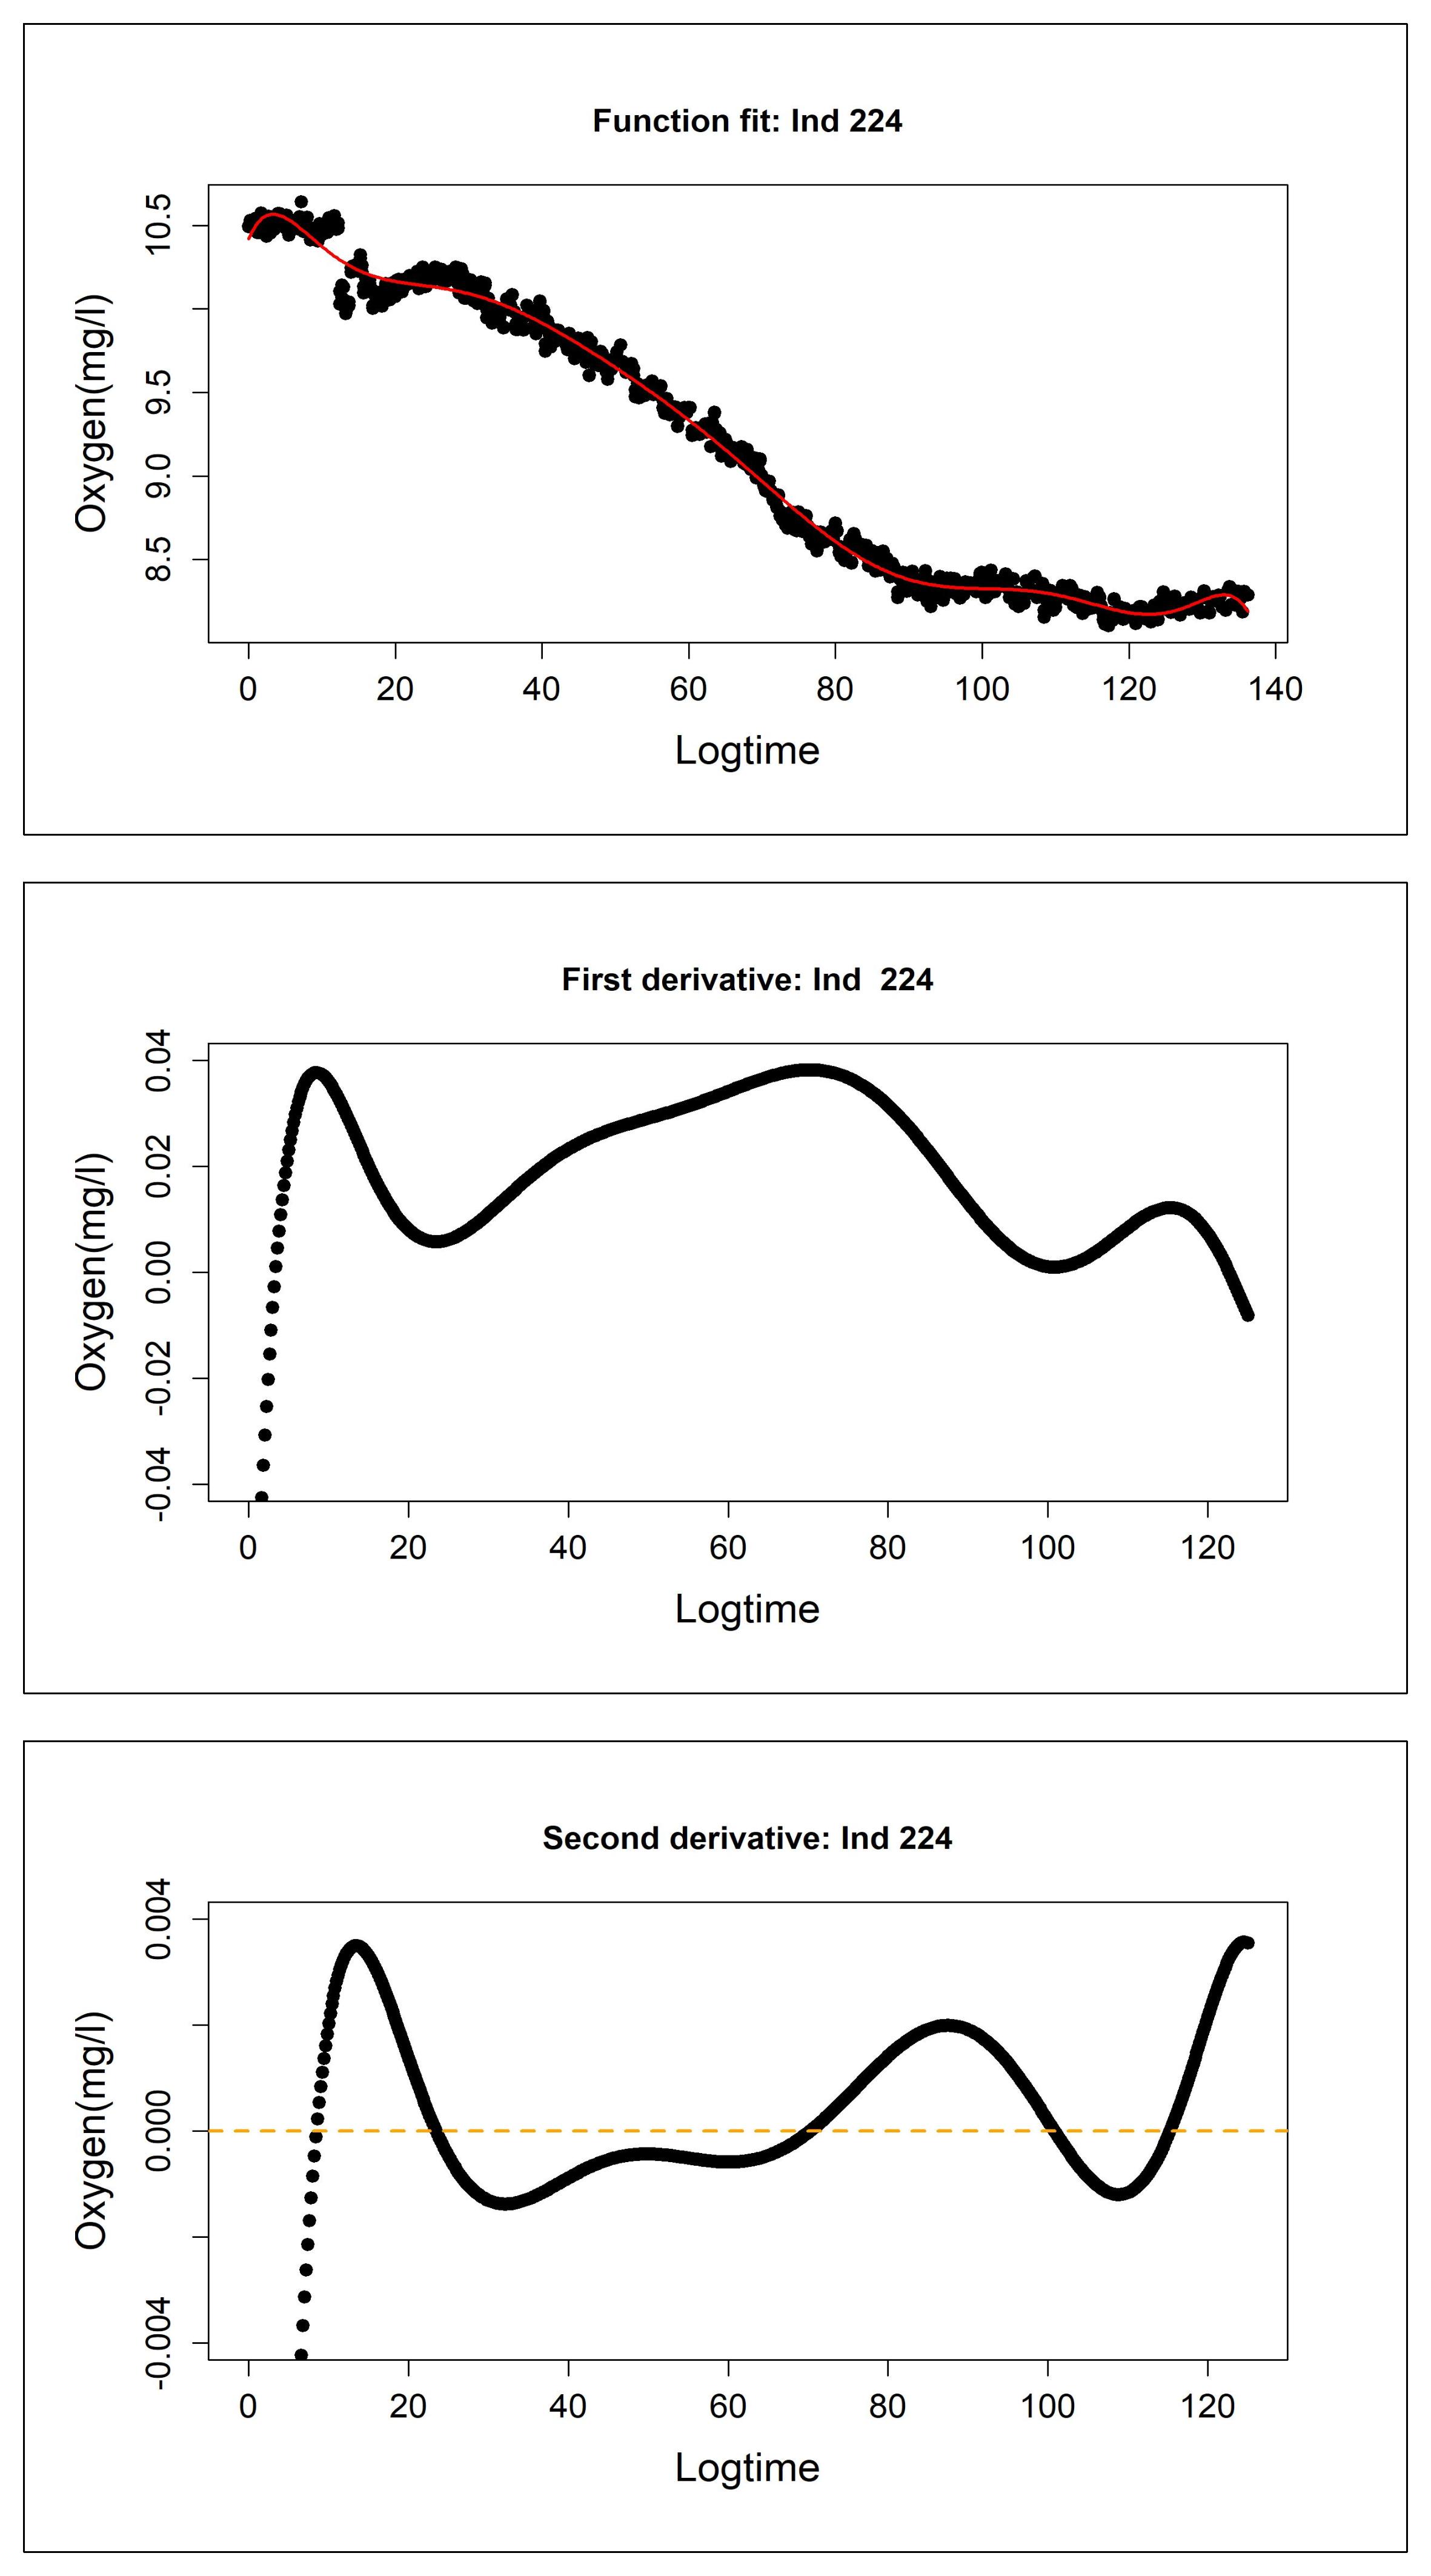 Function fit: Ind 224
Oxygen(mg/l)
10.5
9.5
9.0
8.5
0 20 40 60 80 100 120 140
Logtime
First derivative: Ind  224
Oxygen(mg/l)
0.04
0.02
0.00
-0.02
-0.04
0 20 40 60 80 100 120
Logtime
Second derivative: Ind 224
Oxygen(mg/l)
0.004
0.000
-0.004
0 20 40 60 80 100 120
Logtime